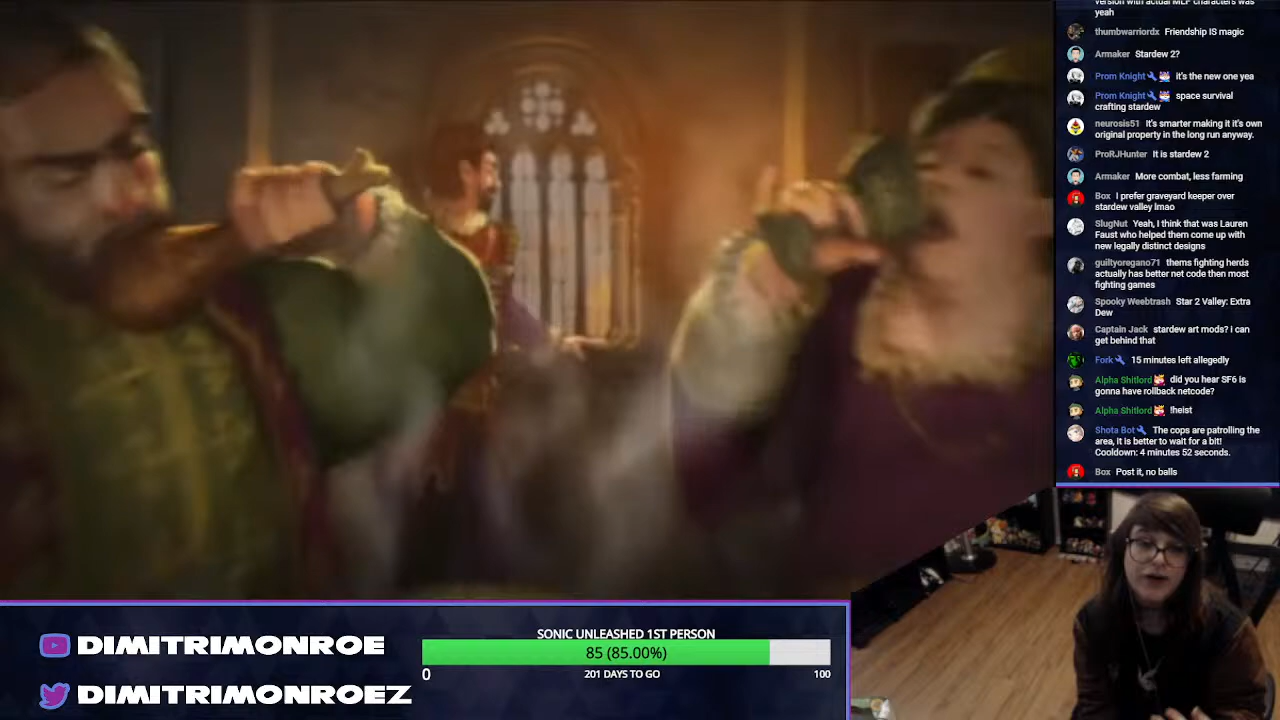 version with actual MLP characters was
yeah
thumbwarriordx Friendship IS magic
Armaker Stardew 2?
Prom Knight it's the new one yea
Prom Knight space survival
crafting stardew
neurosis51 It's smarter making it it's own
original property in the long run anyway.
ProRJHunter It is stardew 2
Armaker More combat, less farming
Box I prefer graveyard keeper over
stardew valley lmao
SlugNut Yeah, I think that was Lauren
Faust who helped them come up with
new legally distinct designs
guiltyoregano71 thems fighting herds
actually has better net code then most
fighting games
Spooky Weebtrash Star 2 Valley: Extra
Dew
Captain Jack stardew art mods? i can
get behind that
Fork 15 minutes left allegedly
Alpha Shitlord did you hear SF6 is
gonna have rollback netcode?
Alpha Shitlord !heist
Shota Bot The cops are patrolling the
area, it is better to wait for a bit!
Cooldown: 4 minutes 52 seconds.
Box Post it, no balls
DIMITRIMONROE
DIMITRIMONROEZ
SONIC UNLEASHED 1ST PERSON
85 (85.00%)
0 201 DAYS TO GO 100